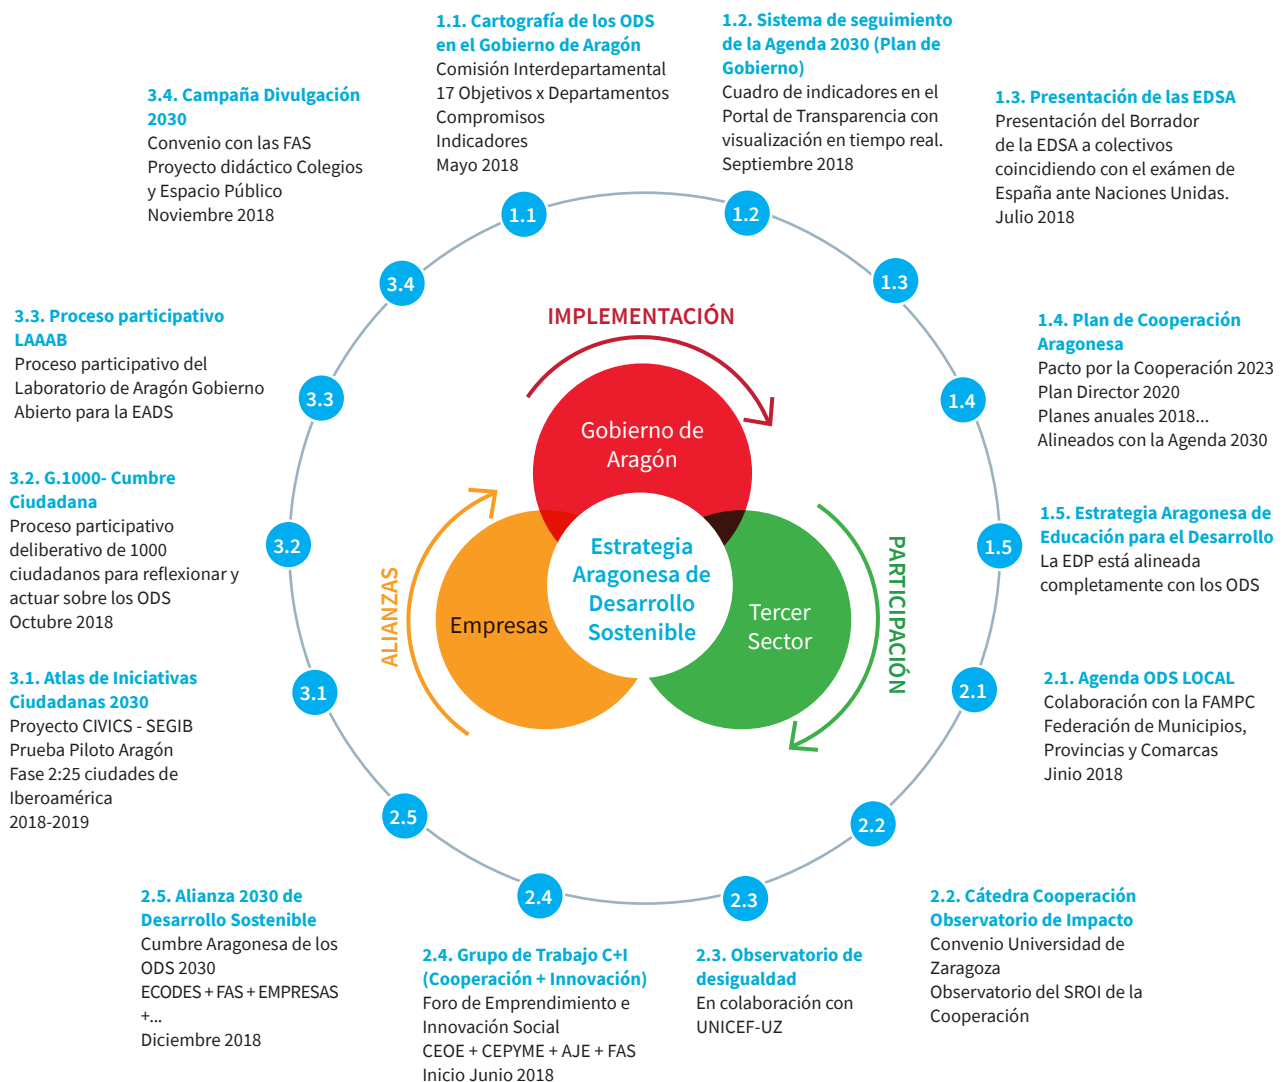 1.1. Cartografía de los ODS
en el Gobierno de Aragón
Comisión Interdepartamental
17 Objetivos x Departamentos
Compromisos
Indicadores
Mayo 2018
1.2. Sistema de seguimiento
de la Agenda 2030 (Plan de
Gobierno)
Cuadro de indicadores en el
Portal de Transparencia con
visualización en tiempo real.
Septiembre 2018
1.3. Presentación de las EDSA
Presentación del Borrador
de la EDSA a colectivos
coincidiendo con el exámen de
España ante Naciones Unidas.
Julio 2018
1.4. Plan de Cooperación
Aragonesa
Pacto por la Cooperación 2023
Plan Director 2020
Planes anuales 2018...
Alineados con la Agenda 2030
1.5. Estrategia Aragonesa de
Educación para el Desarrollo
La EDP está alineada
completamente con los ODS
2.1. Agenda ODS LOCAL
Colaboración con la FAMPC
Federación de Municipios,
Provincias y Comarcas
Jinio 2018
2.2. Cátedra Cooperación
Observatorio de Impacto
Convenio Universidad de
Zaragoza
Observatorio del SROI de la
Cooperación
2.3. Observatorio de
desigualdad
En colaboración con
UNICEF-UZ
2.4. Grupo de Trabajo C+I
(Cooperación + Innovación)
Foro de Emprendimiento e
Innovación Social
CEOE + CEPYME + AJE + FAS
Inicio Junio 2018
2.5. Alianza 2030 de
Desarrollo Sostenible
Cumbre Aragonesa de los
ODS 2030
ECODES + FAS + EMPRESAS
+...
Diciembre 2018
3.1. Atlas de Iniciativas
Ciudadanas 2030
Proyecto CIVICS - SEGIB
Prueba Piloto Aragón
Fase 2:25 ciudades de
Iberoamérica
2018-2019
3.2. G.1000- Cumbre
Ciudadana
Proceso participativo
deliberativo de 1000
ciudadanos para reflexionar y
actuar sobre los ODS
Octubre 2018
3.3. Proceso participativo
LAAAB
Proceso participativo del
Laboratorio de Aragón Gobierno
Abierto para la EADS
3.4. Campaña Divulgación
2030
Convenio con las FAS
Proyecto didáctico Colegios
y Espacio Público
Noviembre 2018
1.1
1.2
1.3
1.4
1.5
2.1
2.2
2.3
2.4
2.5
3.1
3.2
3.3
3.4
IMPLEMENTACIÓN
Gobierno de
Aragón
PARTICIPACIÓN
Tercer
Sector
ALIANZAS
Empresas
Estrategia
Aragonesa de
Desarrollo
Sostenible